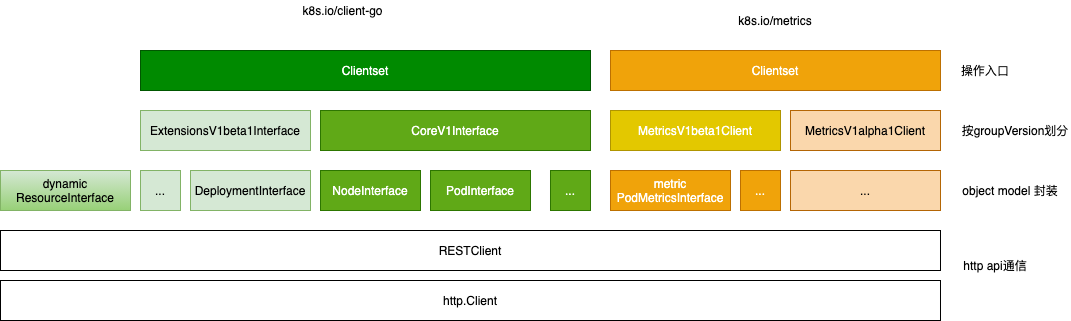 k8s.io/client-go
k8s.io/metrics
Clientset
Clientset
操作入口
ExtensionsV1beta1Interface
CoreV1Interface
MetricsV1beta1Client
MetricsV1alpha1Client
按groupVersion划分
dynamic
ResourceInterface
...
DeploymentInterface
NodeInterface
PodInterface
...
metric
PodMetricsInterface
...
...
object model 封装
RESTClient
http api通信
http.Client